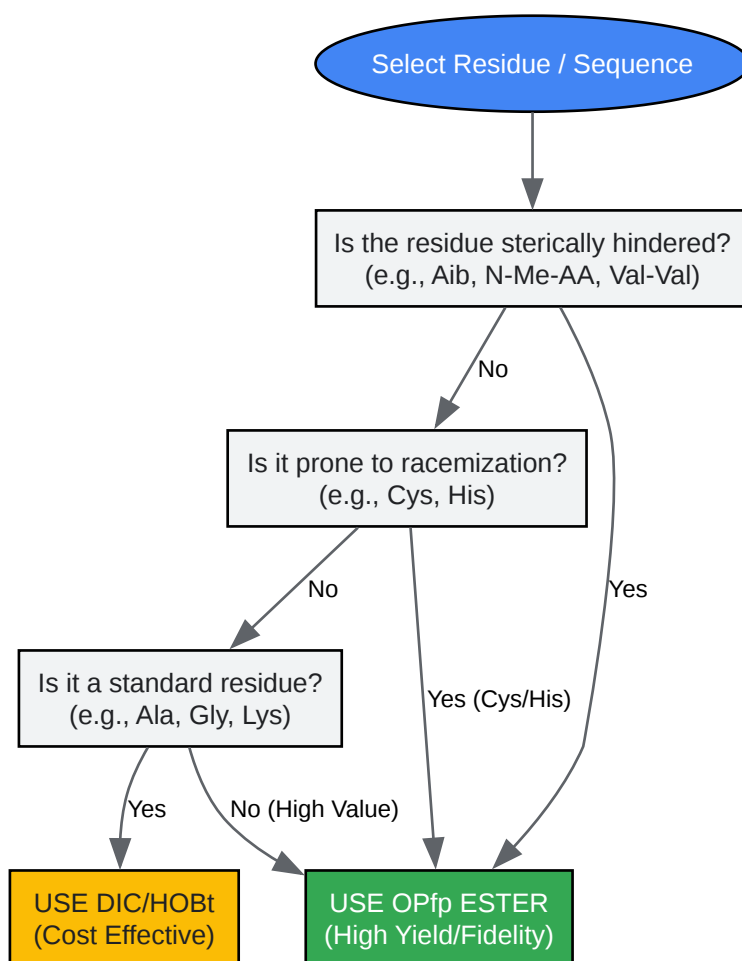 Select Residue / Sequence
Is the residue sterically hindered?
(e.g., Aib, N-Me-AA, Val-Val)
No
Is it prone to racemization?
(e.g., Cys, His)
No
Yes
Is it a standard residue?
(e.g., Ala, Gly, Lys)
Yes (Cys/His)
Yes
No (High Value)
USE DIC/HOBt
(Cost Effective)
USE OPfp ESTER
(High Yield/Fidelity)